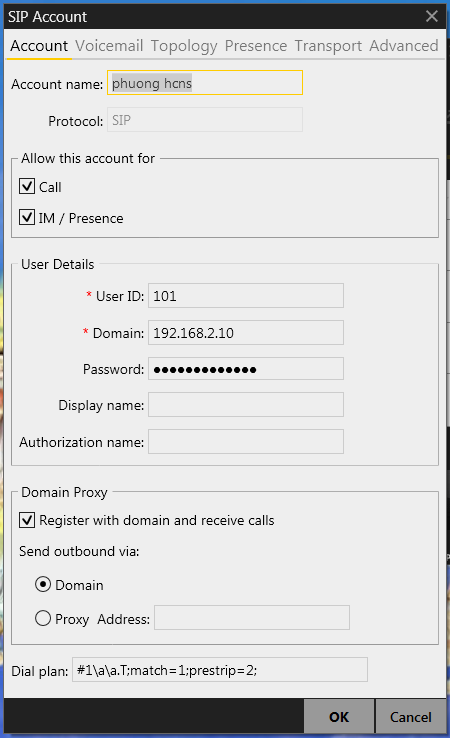 SIP Account
Account Voicemail Topology Presence Transport Advanced
Account name: phuong hcns
Protocol: SIP
Allow this account for
Call
IM / Presence
User Details
* User ID: 101
* Domain: 192.168.2.10
Password: ●●●●●●●●●●●●●
Display name:
Authorization name:
Domain Proxy
Register with domain and receive calls
Send outbound via:
Domain
Proxy Address:
Dial plan: #1\a\a.T;match=1;prestrip=2;
OK Cancel